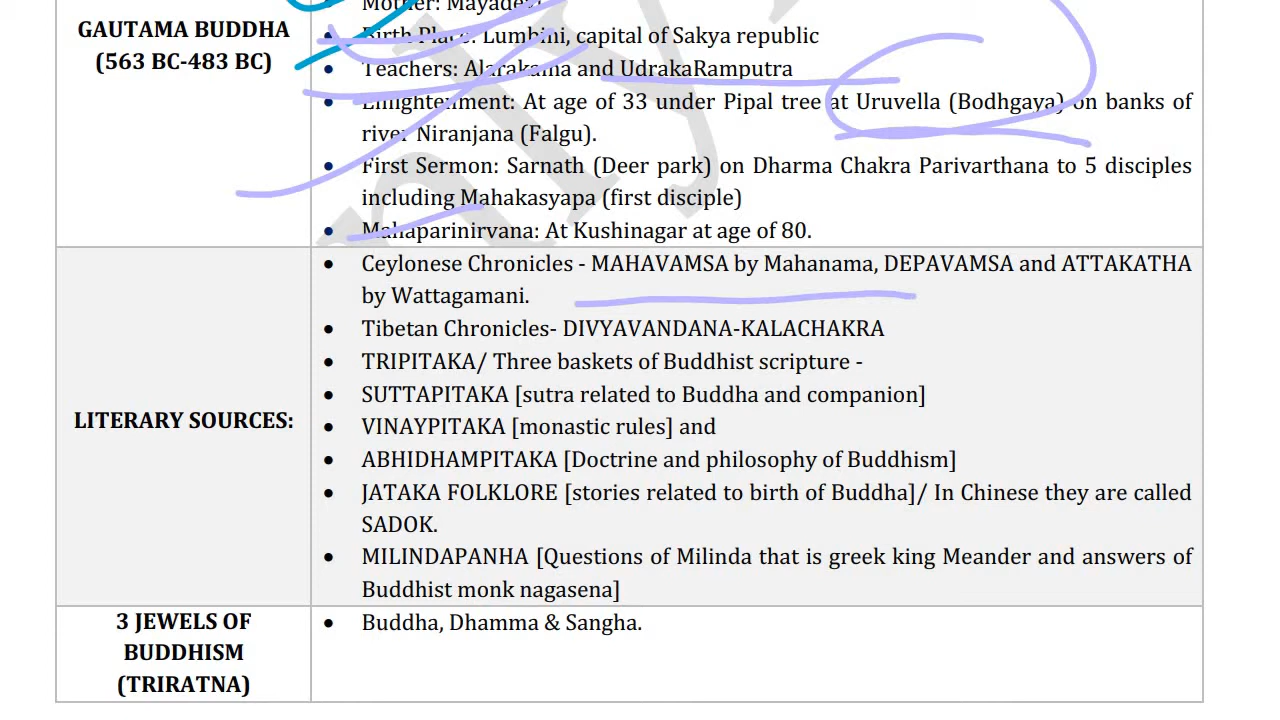 Mother: Mayadevi
GAUTAMA BUDDHA
(563 BC-483 BC)
Birth Place: Lumbini, capital of Sakya republic
Teachers: Alarakama and UdrakaRamputra
Enlightenment: At age of 33 under Pipal tree at Uruvella (Bodhgaya) on banks of
river Niranjana (Falgu).
First Sermon: Sarnath (Deer park) on Dharma Chakra Parivarthana to 5 disciples
including Mahakasyapa (first disciple)
Mahaparinirvana: At Kushinagar at age of 80.
LITERARY SOURCES:
Ceylonese Chronicles - MAHAVAMSA by Mahanama, DEPAVAMSA and ATTAKATHA
by Wattagamani.
Tibetan Chronicles- DIVYAVANDANA-KALACHAKRA
TRIPITAKA/ Three baskets of Buddhist scripture -
SUTTAPITAKA [sutra related to Buddha and companion]
VINAYPITAKA [monastic rules] and
ABHIDHAMPITAKA [Doctrine and philosophy of Buddhism]
JATAKA FOLKLORE [stories related to birth of Buddha]/ In Chinese they are called
SADOK.
MILINDAPANHA [Questions of Milinda that is greek king Meander and answers of
Buddhist monk nagasena]
3 JEWELS OF
BUDDHISM
(TRIRATNA)
Buddha, Dhamma & Sangha.